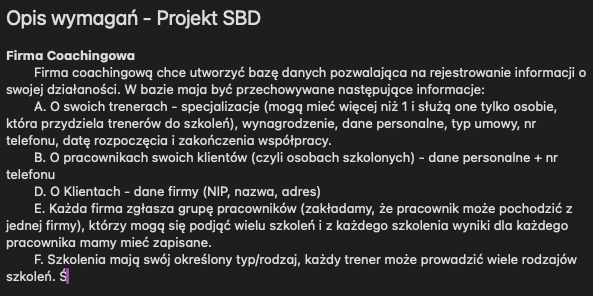 Opis wymagań - Projekt SBD
Firma Coachingowa
Firma coachingową chce utworzyć bazę danych pozwalająca na rejestrowanie informacji o
swojej działaności. W bazie maja być przechowywane następujące informacje:
A. O swoich trenerach - specjalizacje (mogą mieć więcej niż 1 i służą one tylko osobie,
która przydziela trenerów do szkoleń), wynagrodzenie, dane personalne, typ umowy, nr
telefonu, datę rozpoczęcia i zakończenia współpracy.
B. O pracownikach swoich klientów (czyli osobach szkolonych) - dane personalne + nr
telefonu
D. O Klientach - dane firmy (NIP, nazwa, adres)
E. Każda firma zgłasza grupę pracowników (zakładamy, że pracownik może pochodzić z
jednej firmy), którzy mogą się podjąć wielu szkoleń i z każdego szkolenia wyniki dla każdego
pracownika mamy mieć zapisane.
F. Szkolenia mają swój określony typ/rodzaj, każdy trener może prowadzić wiele rodzajów
szkoleń. Ś